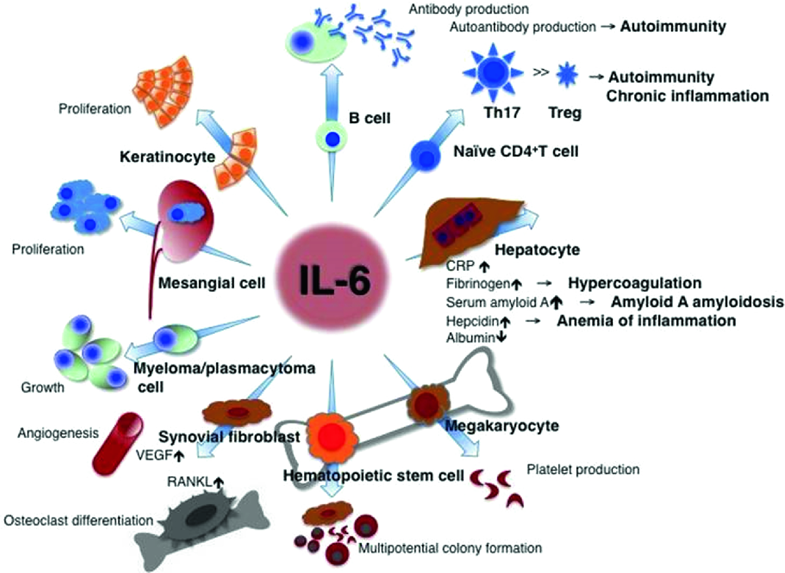 Antibody production
Autoantibody production → Autoimmunity
B cell
>>
Th17
Treg
→ Autoimmunity
Chronic inflammation
Naïve CD4+T cell
Proliferation
Keratinocyte
Proliferation
Mesangial cell
IL-6
Hepatocyte
CRP ↑
Fibrinogen ↑ → Hypercoagulation
Serum amyloid A ↑ → Amyloid A amyloidosis
Hepcidin ↑ → Anemia of inflammation
Albumin ↓
Growth
Myeloma/plasmacytoma
cell
Angiogenesis
Synovial fibroblast
VEGF ↑
RANKL ↑
Osteoclast differentiation
Hematopoietic stem cell
Multipotential colony formation
Megakaryocyte
Platelet production